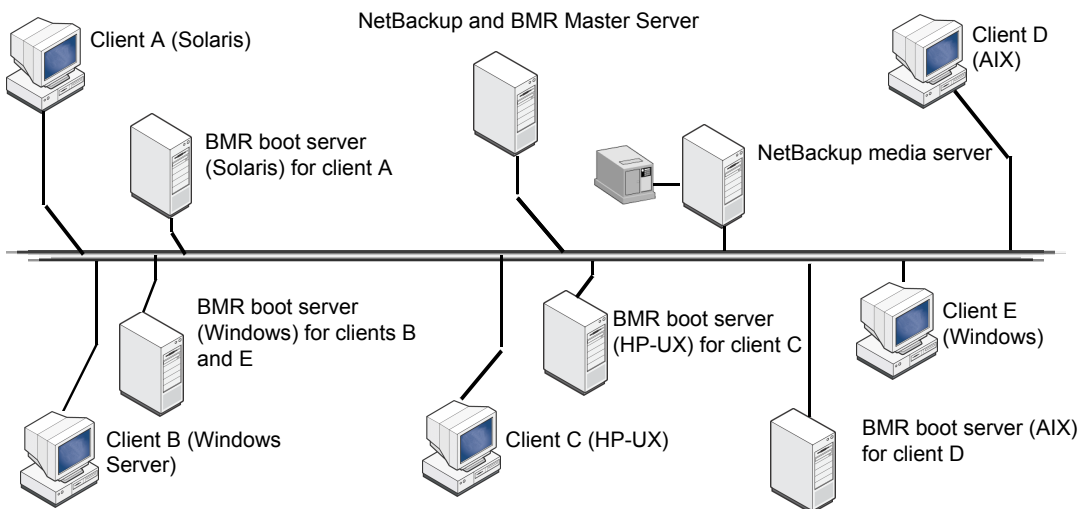 NetBackup and BMR Master Server
Client A (Solaris)
Client D
(AIX)
BMR boot server
(Solaris) for client A
NetBackup media server
BMR boot server
(Windows) for clients B
and E
BMR boot server
(HP-UX) for client C
Client E
(Windows)
Client B (Windows
Server)
Client C (HP-UX)
BMR boot server (AIX)
for client D